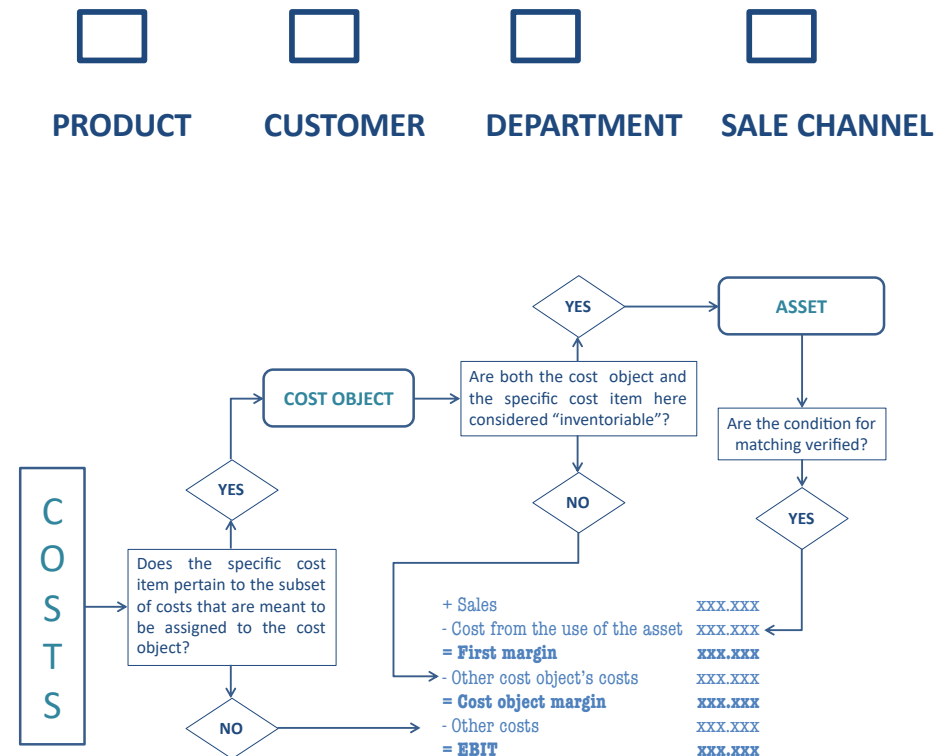 PRODUCT CUSTOMER DEPARTMENT SALE CHANNEL
YES
ASSET
COST OBJECT
Are both the cost object and
the specific cost item here
considered “inventoriable”?
Are the condition for
matching verified?
YES
NO
YES
C
O
S
T
S
Does the specific cost
item pertain to the subset
of costs that are meant to
be assigned to the cost
object?
NO
+ Sales xxx.xxx
- Cost from the use of the asset xxx.xxx
= First margin xxx.xxx
- Other cost object’s costs xxx.xxx
= Cost object margin xxx.xxx
- Other costs xxx.xxx
= EBIT xxx.xxx